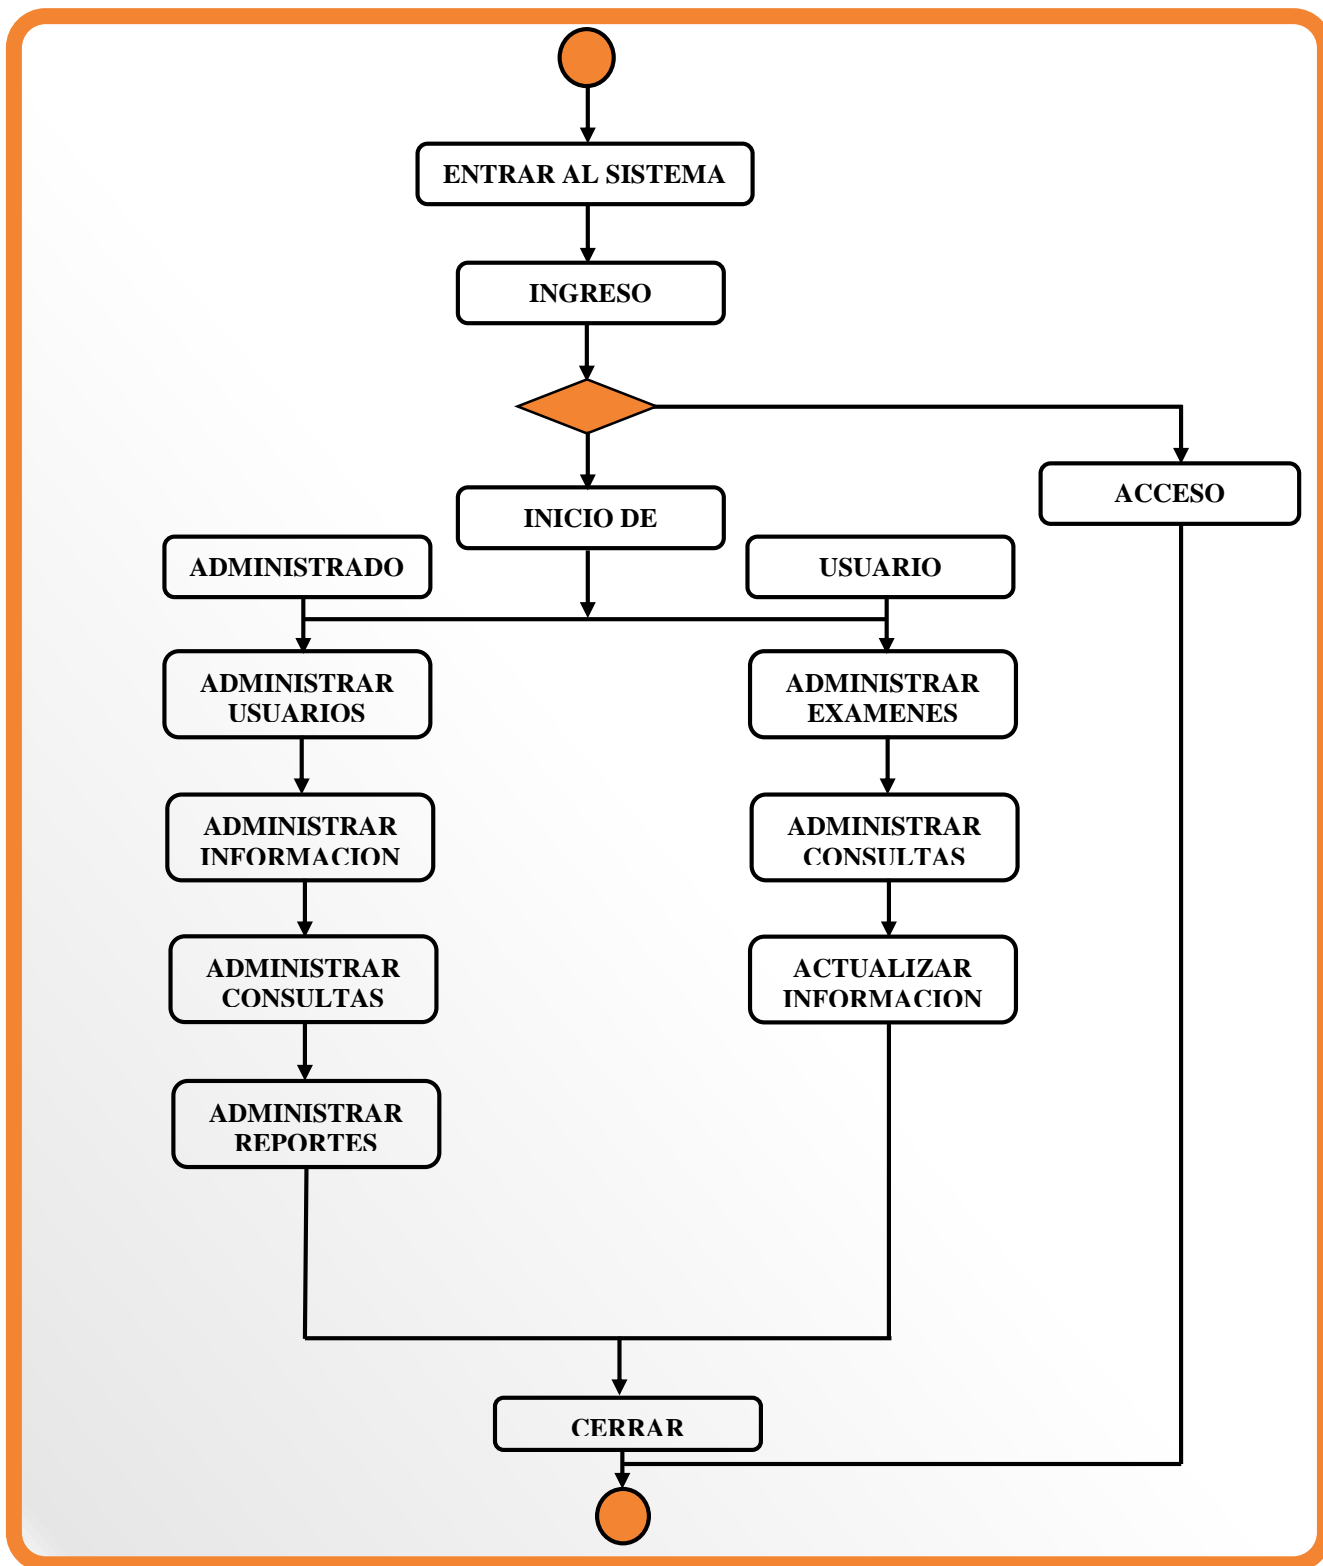 ENTRAR AL SISTEMA
INGRESO
ACCESO
INICIO DE
ADMINISTRADO
USUARIO
ADMINISTRAR
USUARIOS
ADMINISTRAR
EXAMENES
ADMINISTRAR
INFORMACION
ADMINISTRAR
CONSULTAS
ADMINISTRAR
CONSULTAS
ACTUALIZAR
INFORMACION
ADMINISTRAR
REPORTES
CERRAR